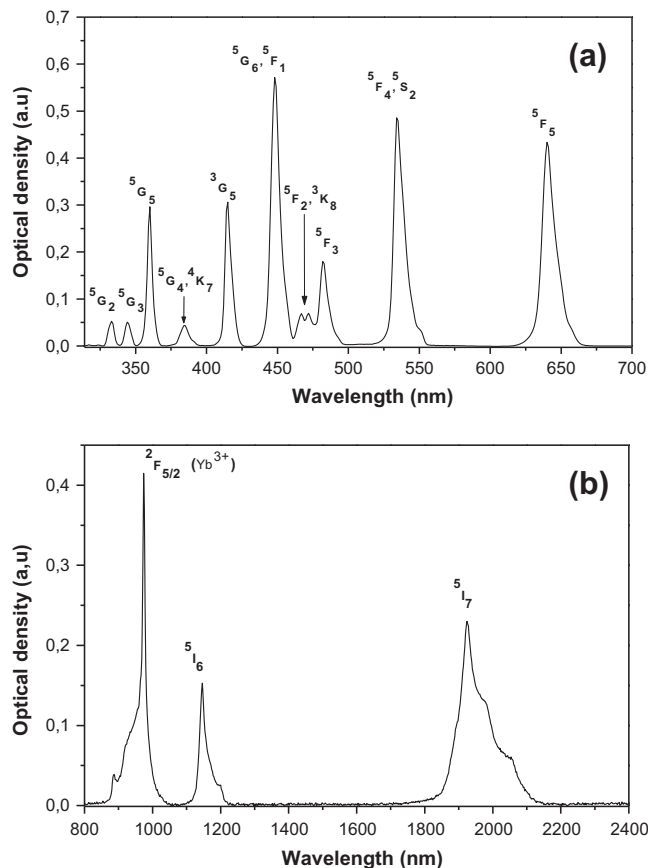 (a)
0,7
0,6
0,5
0,4
0,3
0,2
0,1
0,0
Optical density (a.u)
⁵G₂
⁵G₃
⁵G₅
⁵G₄,⁴K₇
³G₅
⁵G₆,⁵F₁
⁵F₂,³K₈
⁵F₃
⁵F₄,⁵S₂
⁵F₅
350 400 450 500 550 600 650 700
Wavelength (nm)
(b)
0,4
0,3
0,2
0,1
0,0
Optical density (a,u)
²F₅/₂ (Yb³⁺)
⁵I₆
⁵I₇
800 1000 1200 1400 1600 1800 2000 2200 2400
Wavelength (nm)